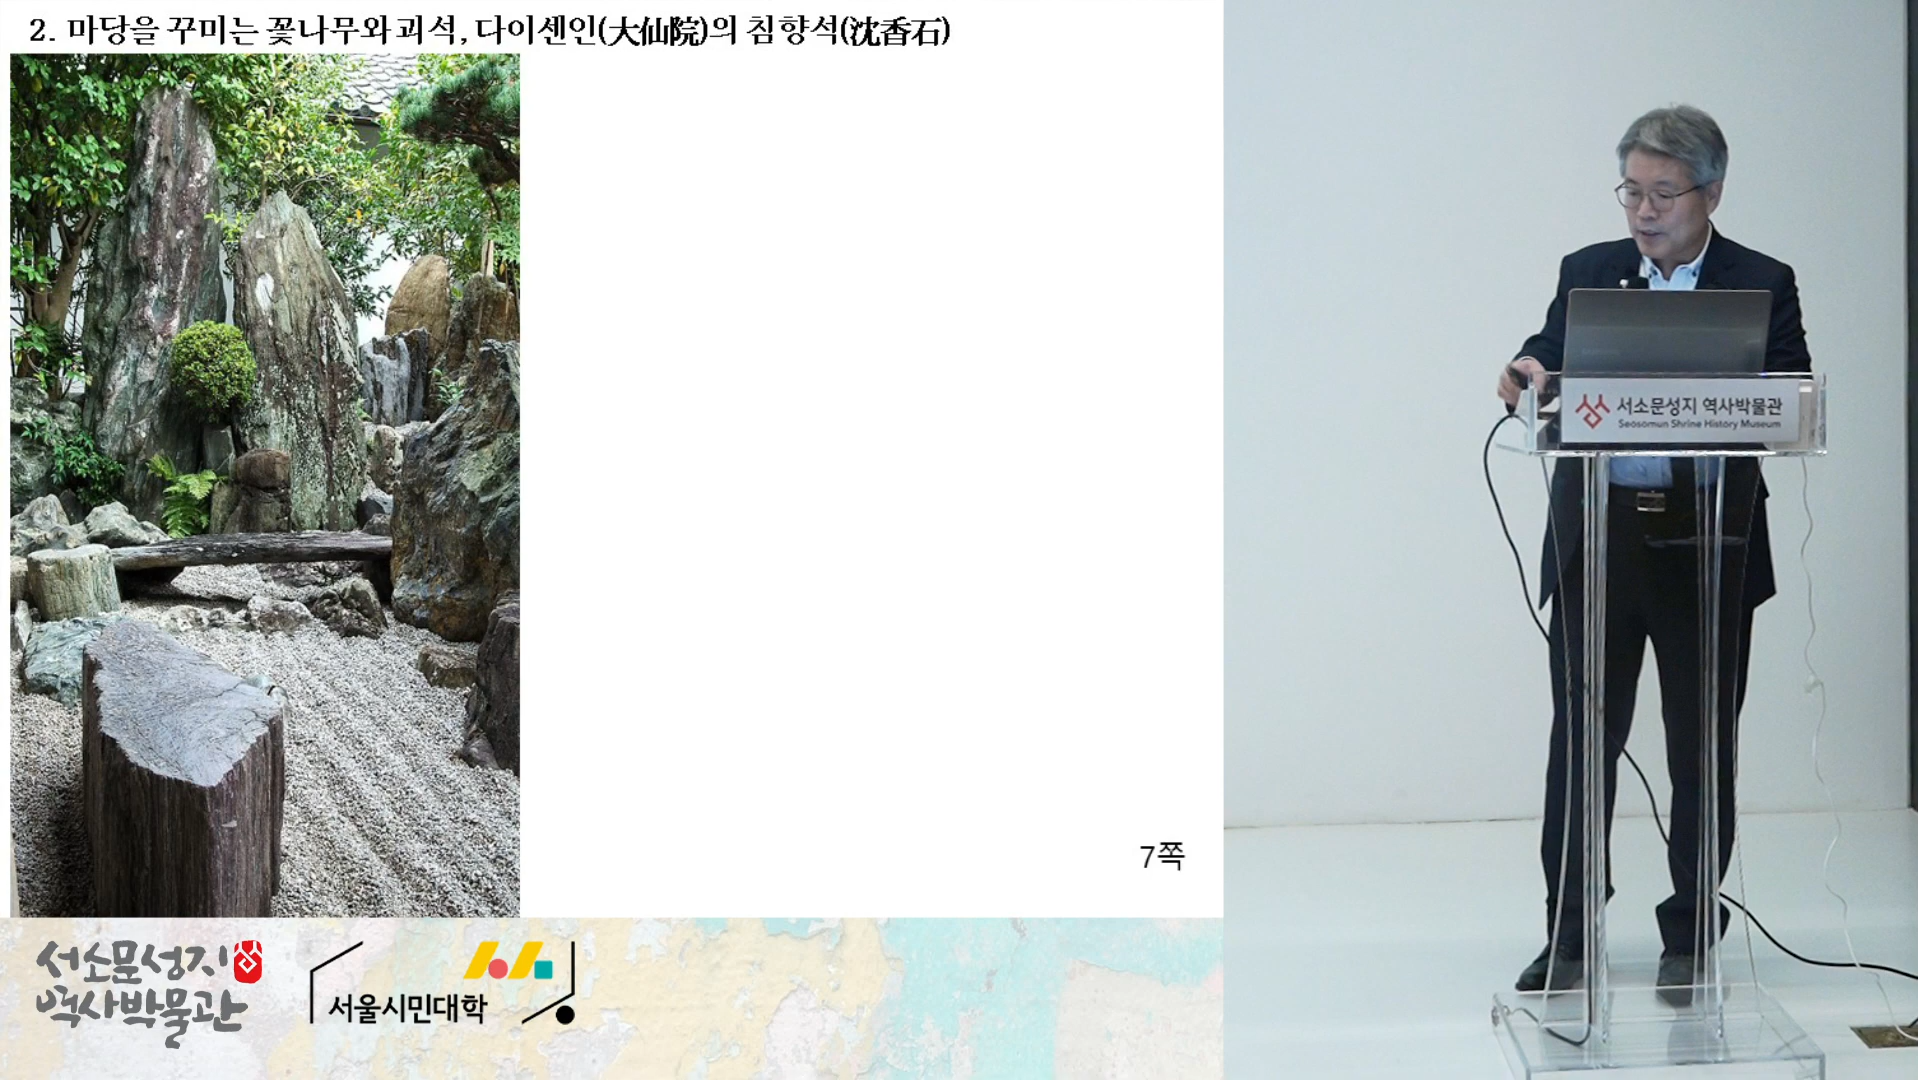 2. 마당을 꾸미는 꽃나무와 괴석, 다이센인(大仙院)의 침향석(沈香石)
7쪽
서소문성지 역사박물관
Seosomun Shrine History Museum
서소문성지
역사박물관
서울시민대학